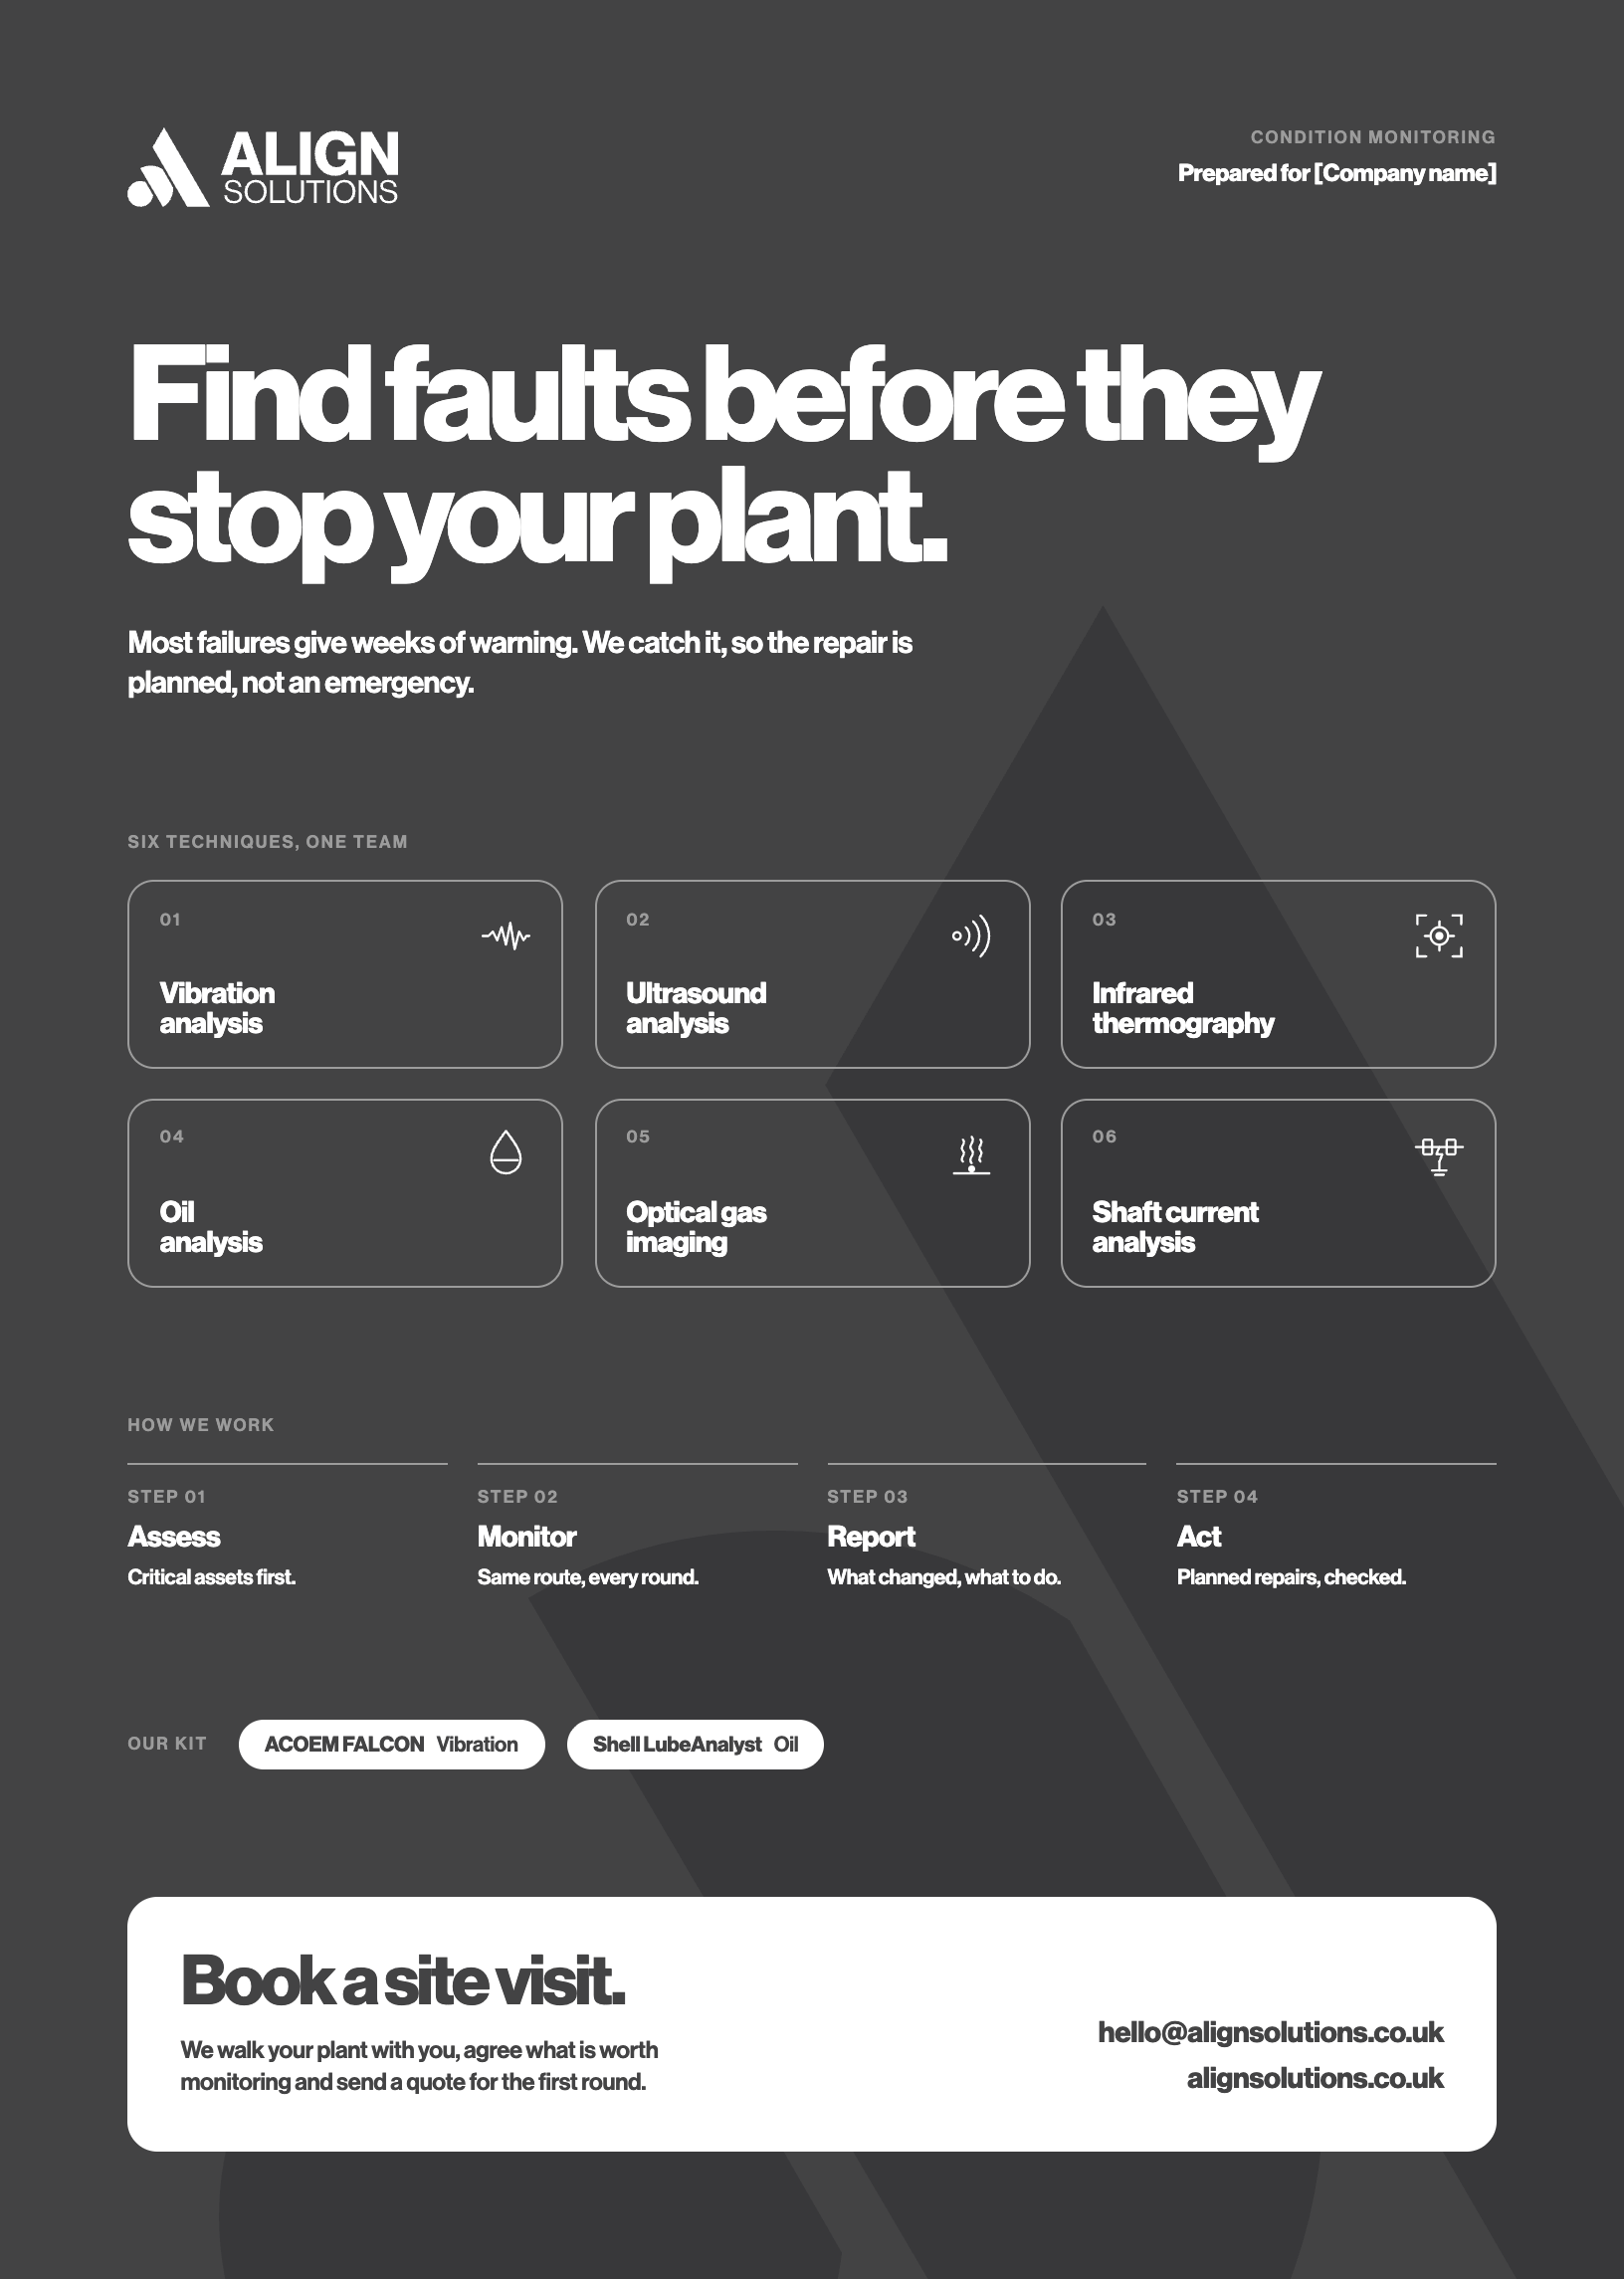 ALIGN
SOLUTIONS
CONDITION MONITORING
Prepared for [Company name]
Find faults before they
stop your plant.
Most failures give weeks of warning. We catch it, so the repair is
planned, not an emergency.
SIX TECHNIQUES, ONE TEAM
01
Vibration
analysis
02
Ultrasound
analysis
03
Infrared
thermography
04
Oil
analysis
05
Optical gas
imaging
06
Shaft current
analysis
HOW WE WORK
STEP 01
Assess
Critical assets first.
STEP 02
Monitor
Same route, every round.
STEP 03
Report
What changed, what to do.
STEP 04
Act
Planned repairs, checked.
OUR KIT
ACOEM FALCON Vibration
Shell LubeAnalyst Oil
Book a site visit.
We walk your plant with you, agree what is worth
monitoring and send a quote for the first round.
hello@alignsolutions.co.uk
alignsolutions.co.uk